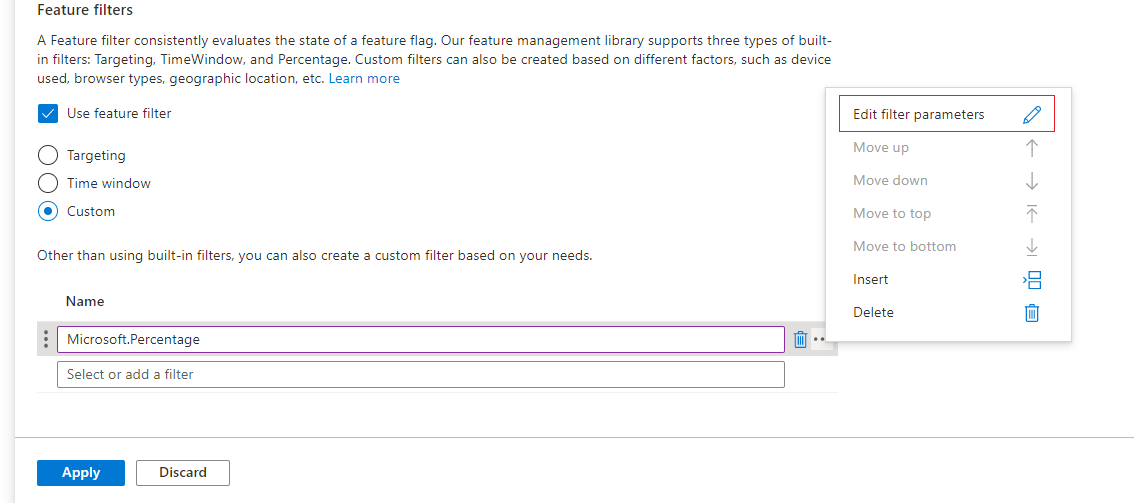 Feature filters
A Feature filter consistently evaluates the state of a feature flag. Our feature management library supports three types of built-
in filters: Targeting, TimeWindow, and Percentage. Custom filters can also be created based on different factors, such as device
used, browser types, geographic location, etc. Learn more
Use feature filter
Targeting
Time window
Custom
Other than using built-in filters, you can also create a custom filter based on your needs.
Name
Microsoft.Percentage
Select or add a filter
Edit filter parameters
Move up
Move down
Move to top
Move to bottom
Insert
Delete
Apply
Discard